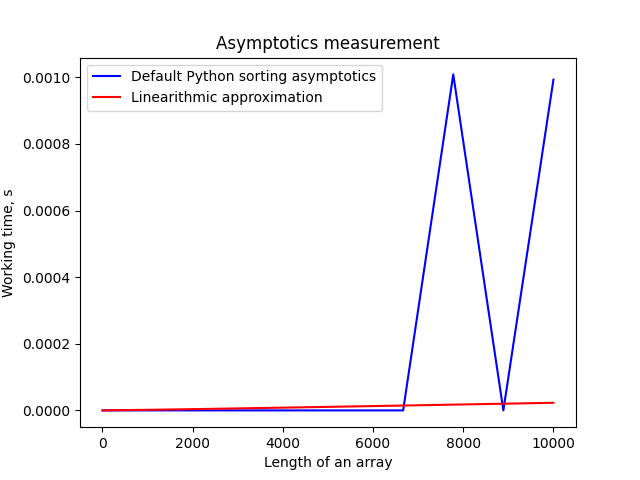 Asymptotics measurement
Default Python sorting asymptotics
Linearithmic approximation
0.0010
0.0008
0.0006
0.0004
0.0002
0.0000
Working time, s
0 2000 4000 6000 8000 10000
Length of an array